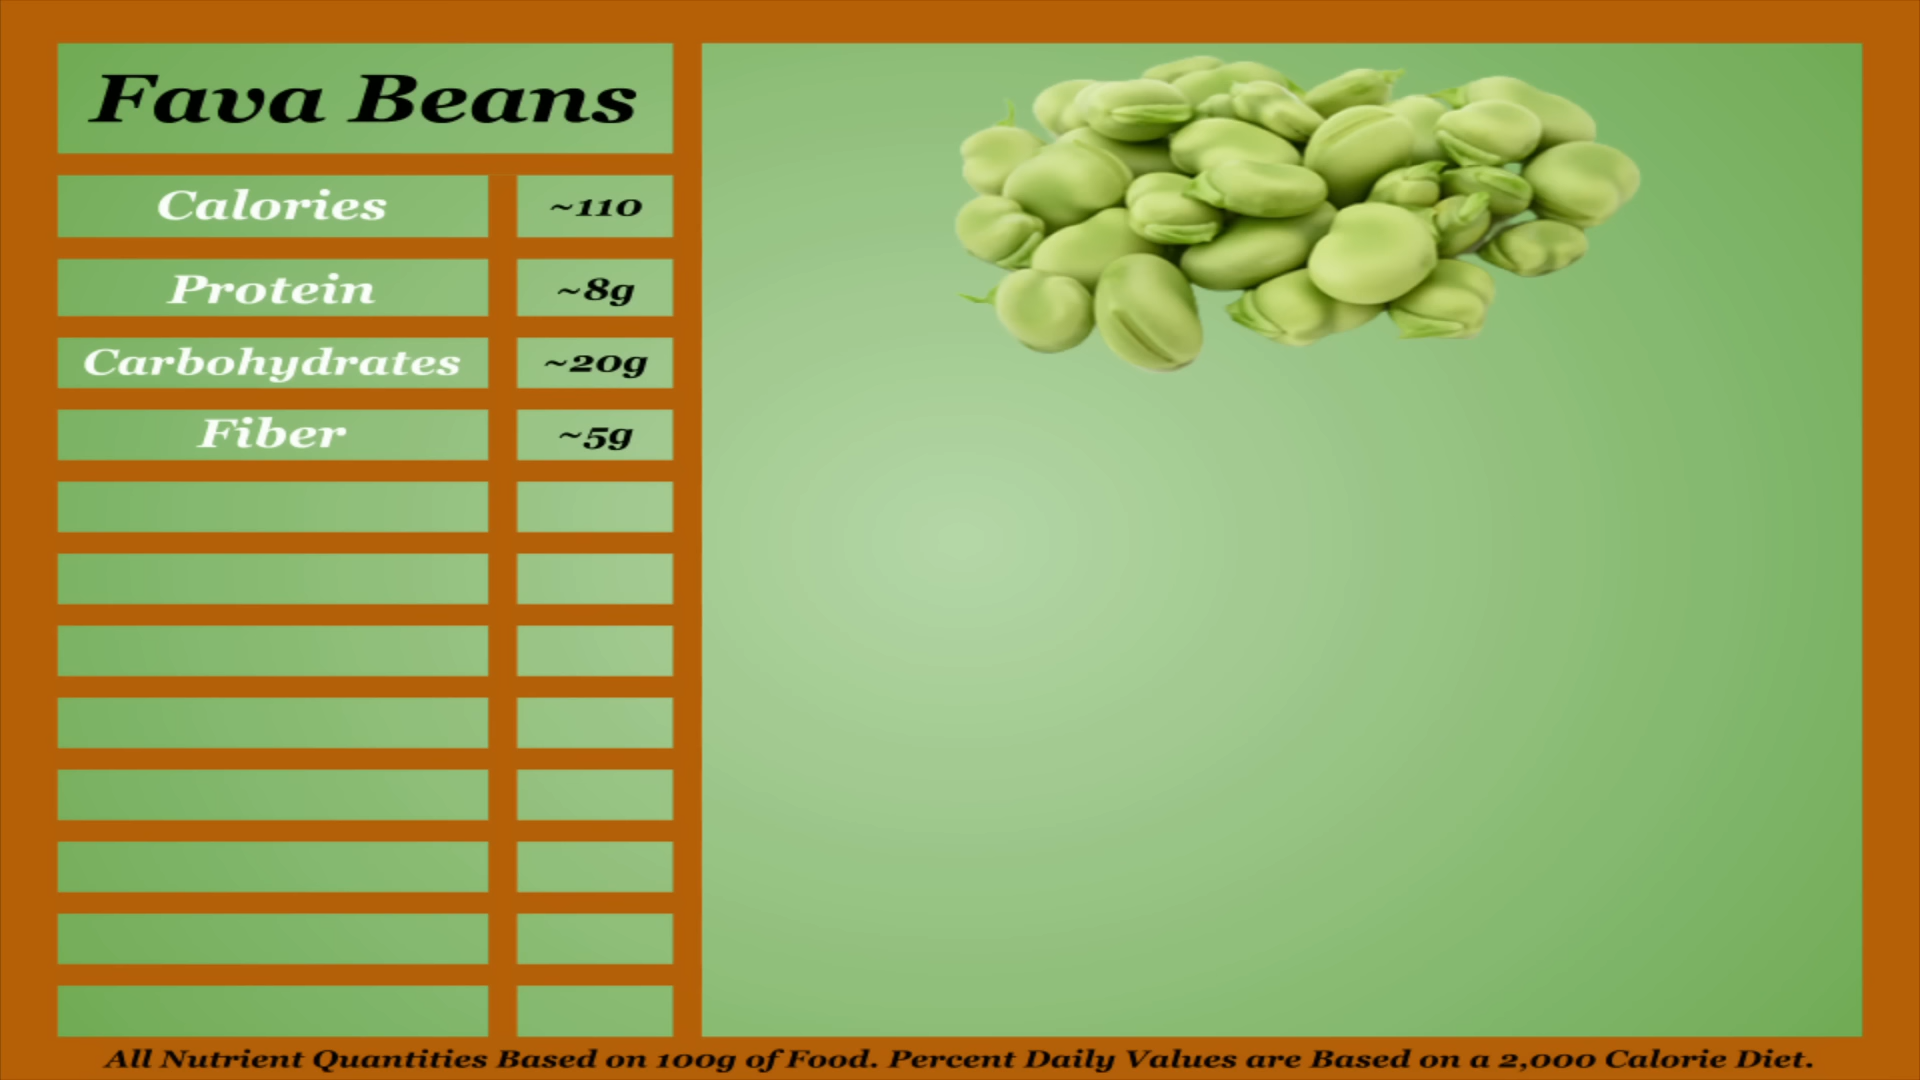 Fava Beans
Calories ~110
Protein ~8g
Carbohydrates ~20g
Fiber ~5g
All Nutrient Quantities Based on 100g of Food. Percent Daily Values are Based on a 2,000 Calorie Diet.